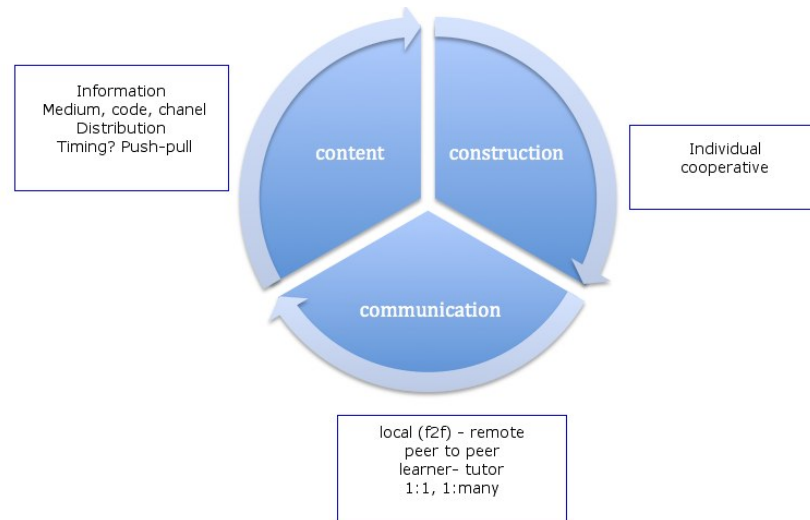 Information
Medium, code, chanel
Distribution
Timing? Push-pull
content
construction
Individual
cooperative
communication
local (f2f) - remote
peer to peer
learner- tutor
1:1, 1:many